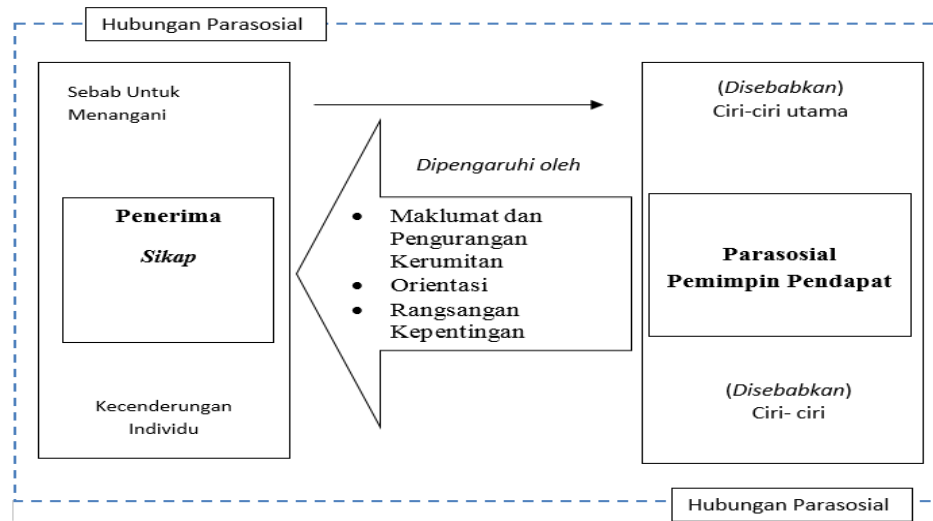 Hubungan Parasosial
Sebab Untuk
Menangani
Penerima
Sikap
Kecenderungan
Individu
Dipengaruhi oleh
• Maklumat dan
Pengurangan
Kerumitan
• Orientasi
• Rangsangan
Kepentingan
(Disebabkan)
Ciri-ciri utama
Parasosial
Pemimpin Pendapat
(Disebabkan)
Ciri- ciri
Hubungan Parasosial